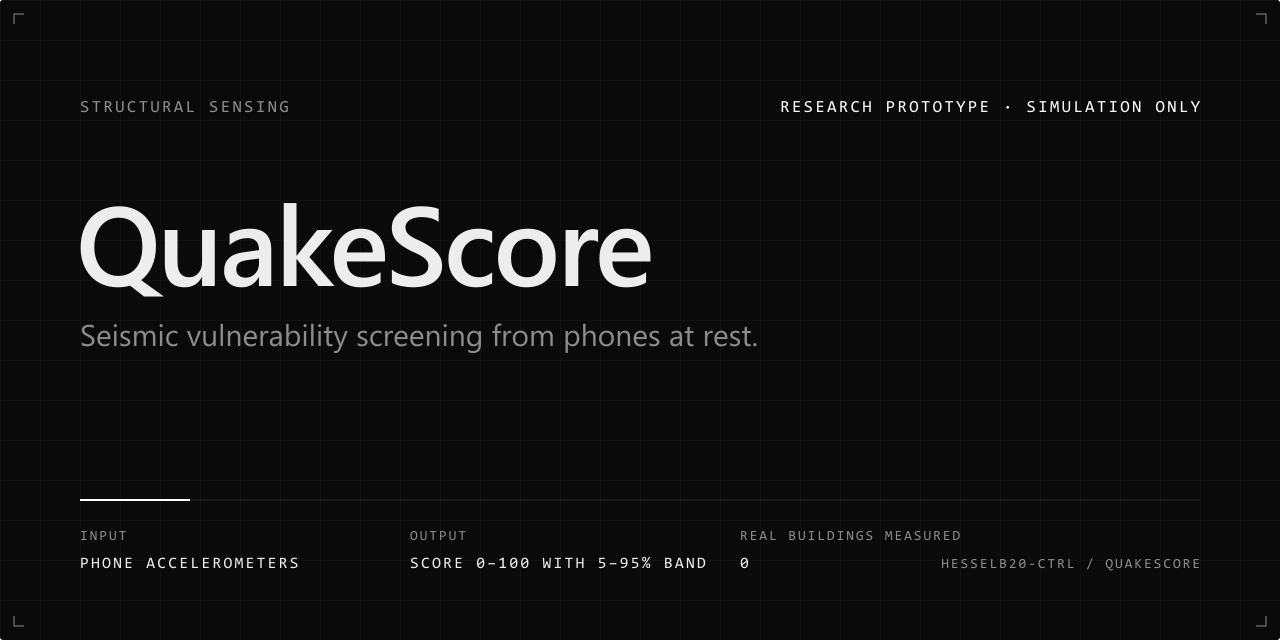 STRUCTURAL SENSING
RESEARCH PROTOTYPE · SIMULATION ONLY
QuakeScore
Seismic vulnerability screening from phones at rest.
INPUT
PHONE ACCELEROMETERS
OUTPUT
SCORE 0–100 WITH 5–95% BAND
REAL BUILDINGS MEASURED
0
HESSELB20-CTRL / QUAKESCORE